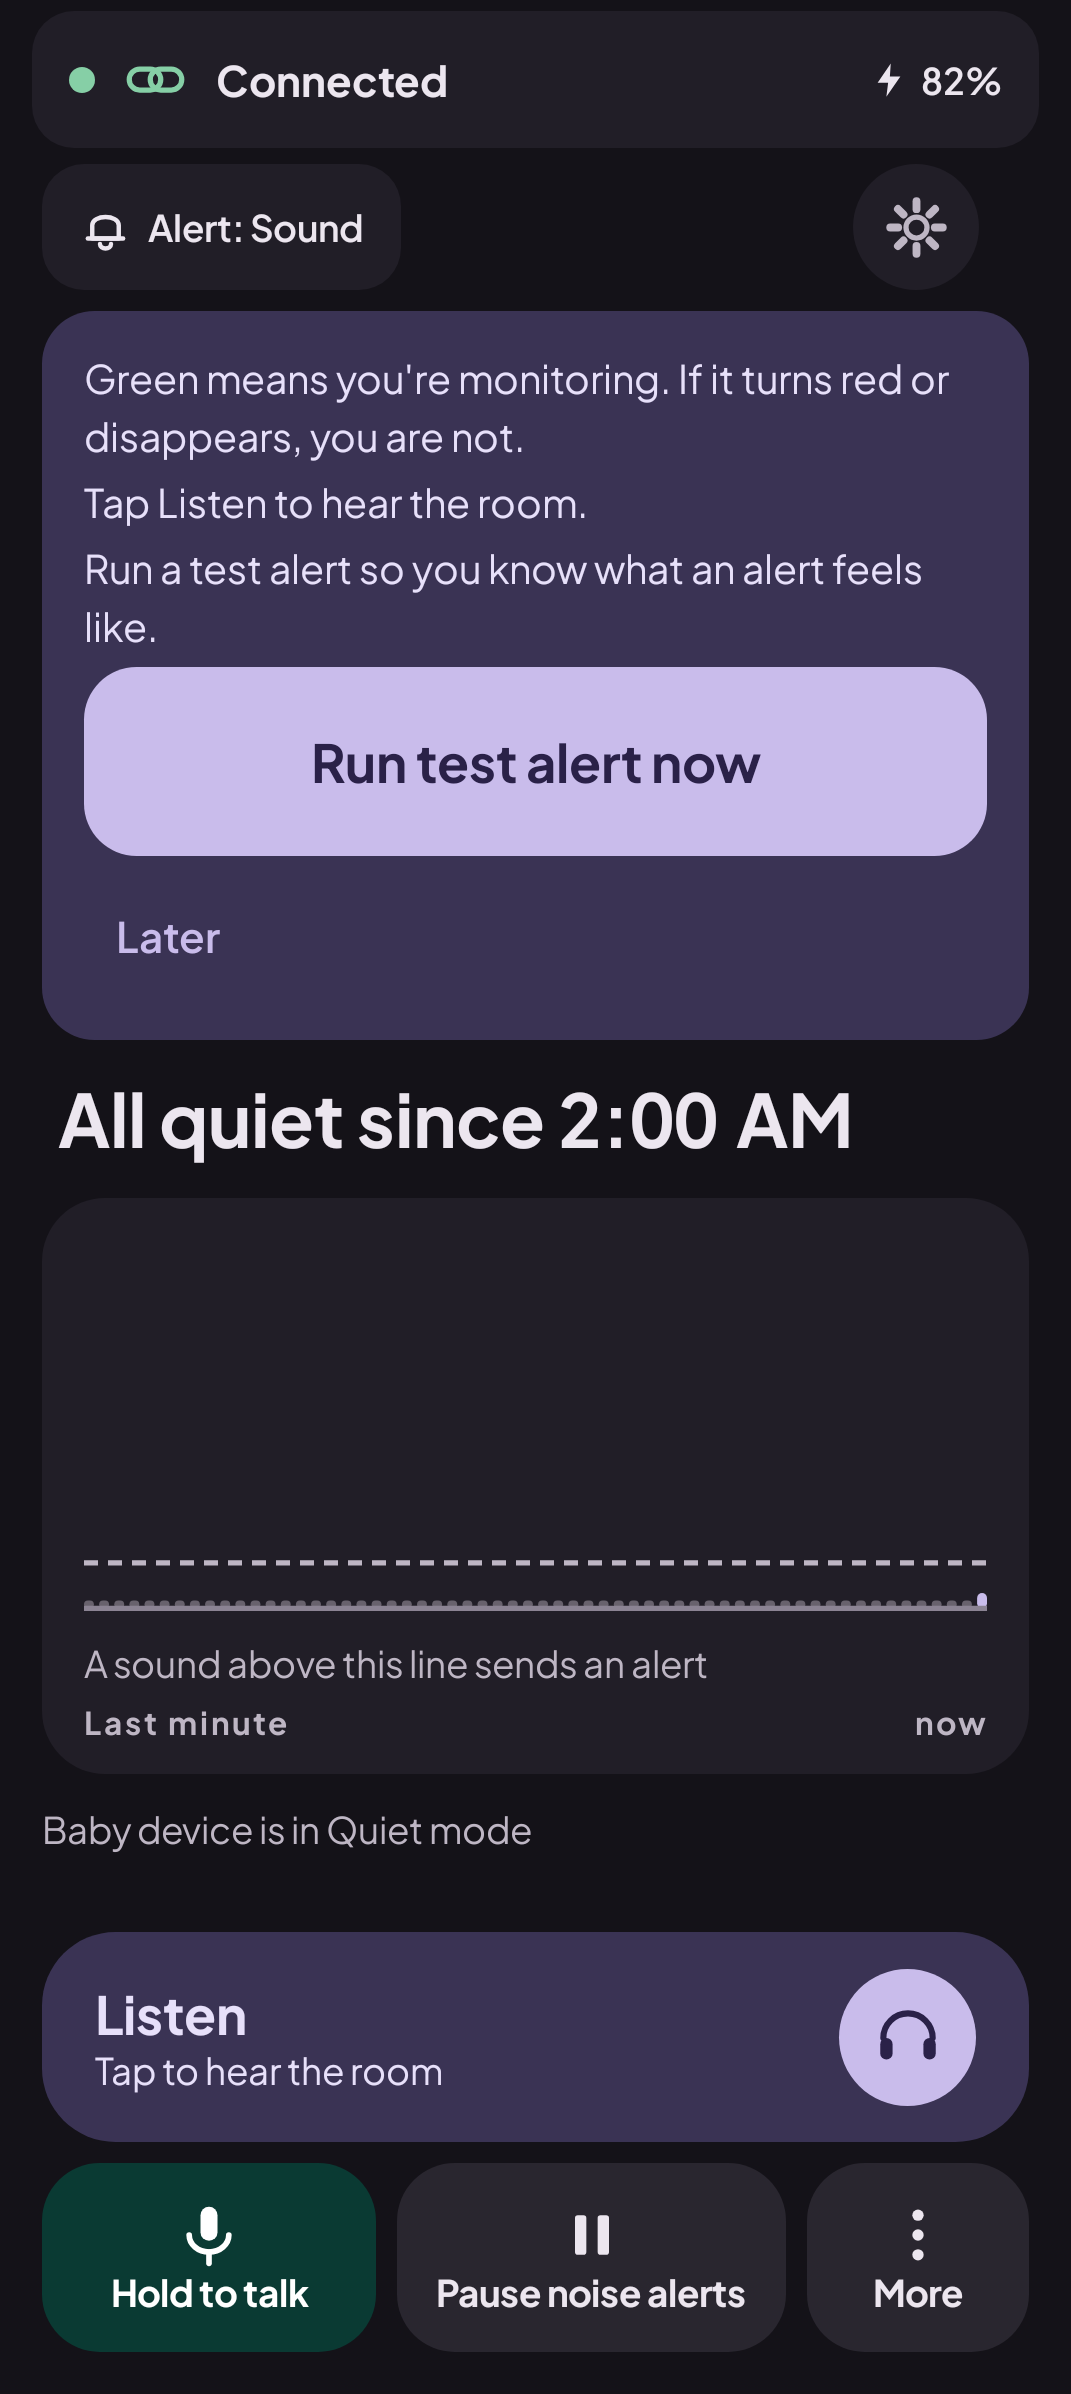 Connected
82%
Alert: Sound
Green means you're monitoring. If it turns red or
disappears, you are not.
Tap Listen to hear the room.
Run a test alert so you know what an alert feels
like.
Run test alert now
Later
All quiet since 2:00 AM
A sound above this line sends an alert
Last minute
now
Baby device is in Quiet mode
Listen
Tap to hear the room
Hold to talk
Pause noise alerts
More